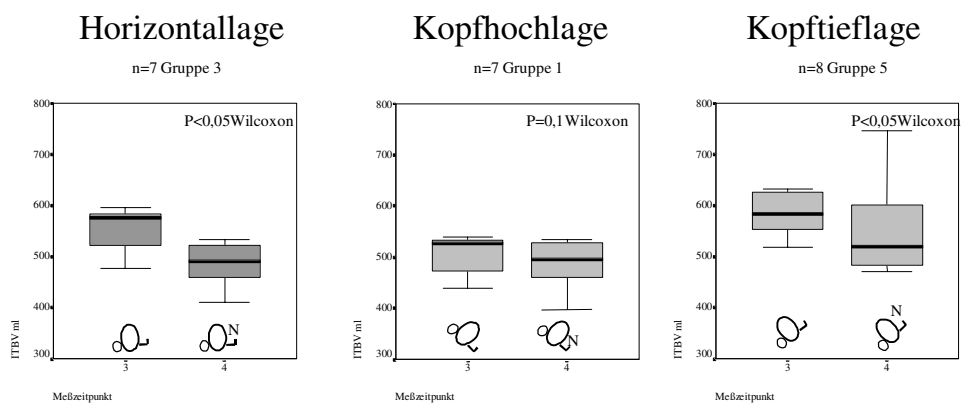 Horizontallage
n=7 Gruppe 3
800
P<0,05Wilcoxon
700
600
500
400
300
ITBV ml
N
3
4
Meßzeitpunkt
Kopfhochlage
n=7 Gruppe 1
800
P=0,1Wilcoxon
700
600
500
400
300
ITBV ml
N
3
4
Meßzeitpunkt
Kopftieflage
n=8 Gruppe 5
800
P<0,05Wilcoxon
700
600
500
400
300
ITBV ml
N
3
4
Meßzeitpunkt